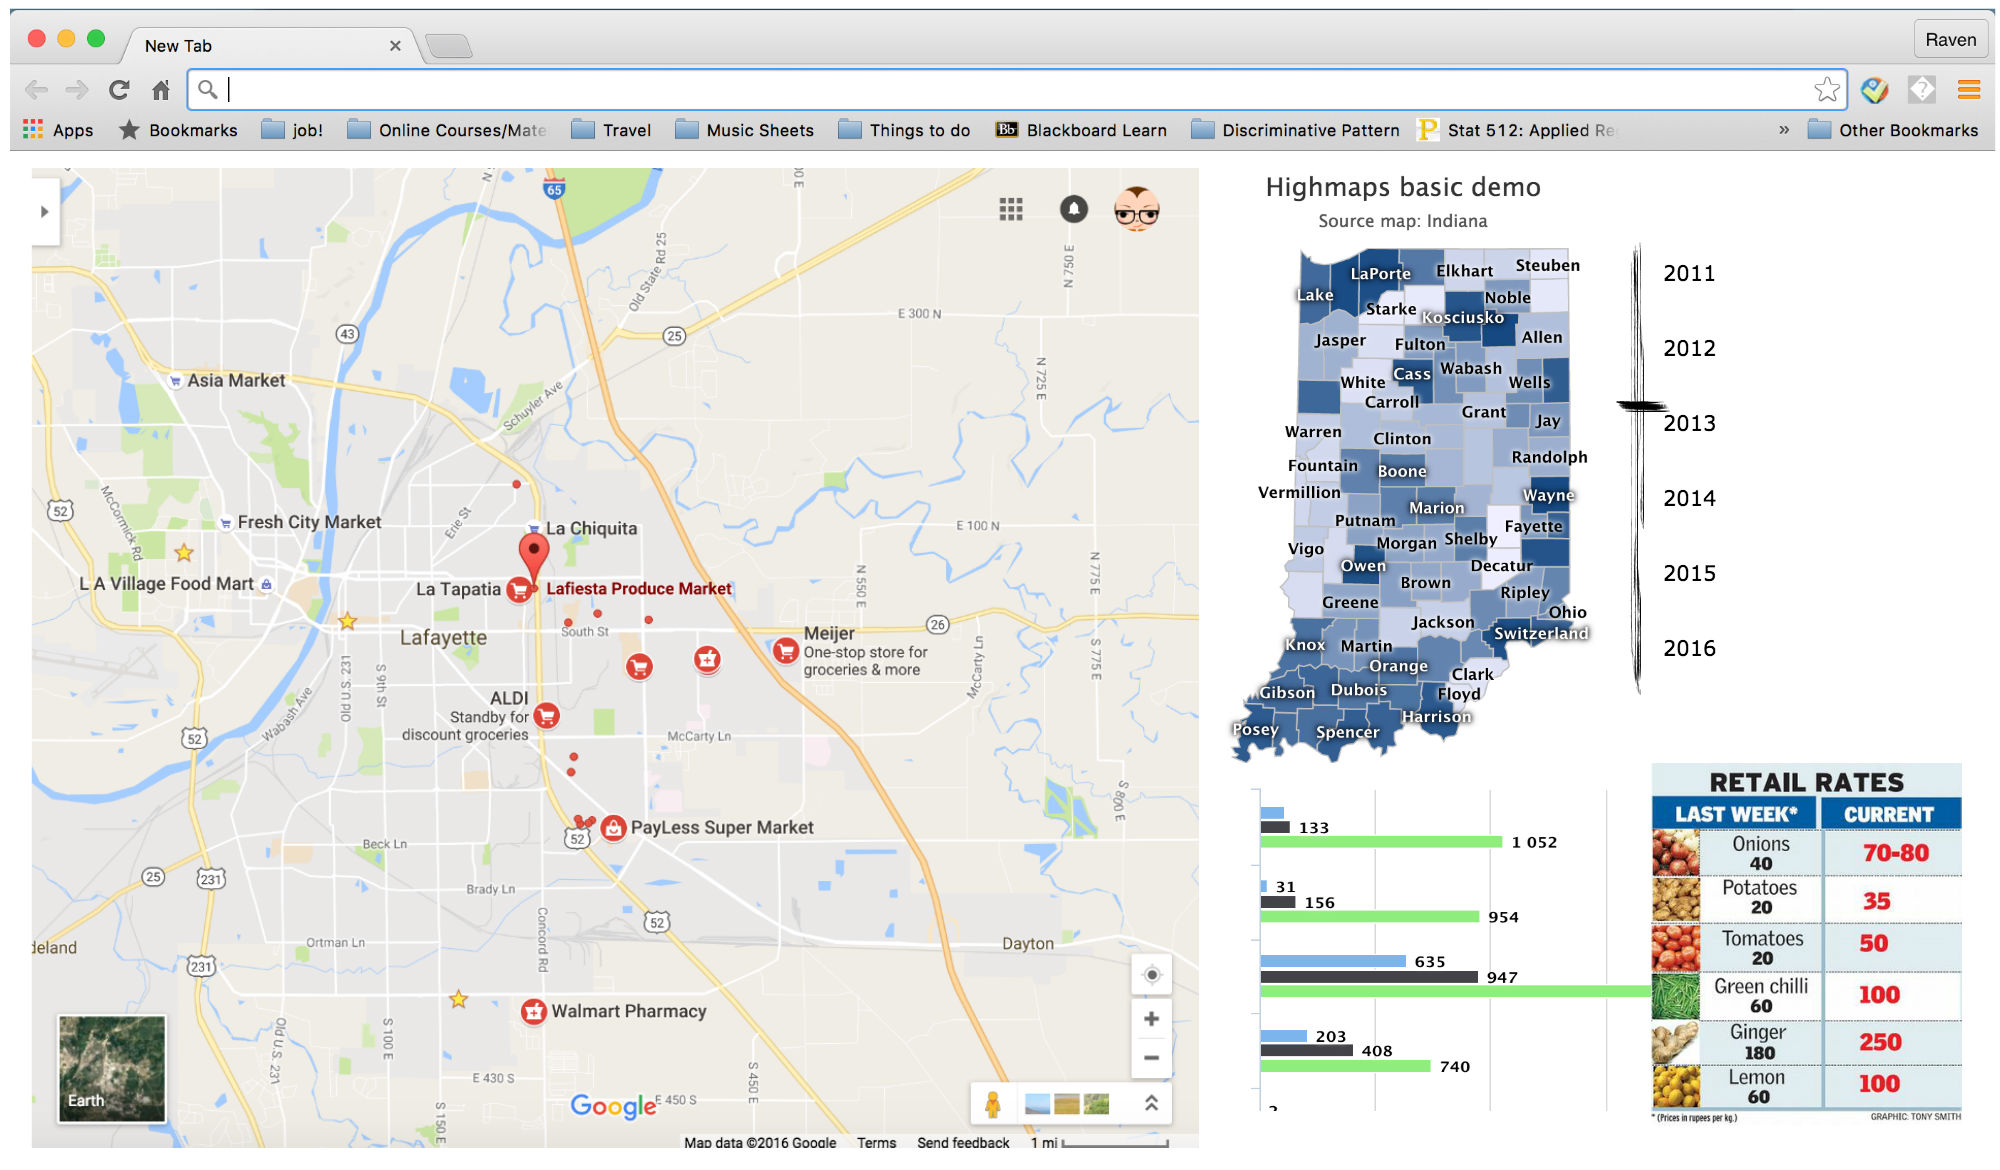 New Tab
Raven
Apps
Bookmarks
job!
Online Courses/Mate
Travel
Music Sheets
Things to do
Bb
Blackboard Learn
Discriminative Pattern
Stat 512: Applied Re
»
Other Bookmarks
65
N 750 E
Old State Rd 25
E 300 N
43
25
N 725 E
Asia Market
Schuyler Ave
McCormick Rd
52
Fresh City Market
Erie St
La Chiquita
E 100 N
L A Village Food Mart
La Tapatia
Lafiesta Produce Market
N 550 E
N 775 E
Lafayette
South St
26
Meijer
One-stop store for
groceries & more
McCarty Ln
S 775 E
Old U.S. 231
S 9th St
Wabash Ave
ALDI
Standby for
discount groceries
McCarty Ln
52
S 800 E
PayLess Super Market
52
Beck Ln
25
231
Brady Ln
52
Concord Rd
Ortman Ln
deland
Dayton
231
Walmart Pharmacy
Old U.S. 231
S 100 E
E 430 S
S 450 E
Earth
Google
E 450 S
S 150 E
Map data ©2016 Google
Terms
Send feedback
1 mi
Highmaps basic demo
Source map: Indiana
Steuben
LaPorte
Elkhart
Lake
Noble
Starke
Kosciusko
Jasper
Fulton
Allen
Cass
Wabash
White
Wells
Carroll
Grant
Jay
Warren
Clinton
Fountain
Boone
Randolph
Vermillion
Wayne
Marion
Putnam
Fayette
Morgan
Shelby
Vigo
Owen
Decatur
Brown
Ripley
Greene
Ohio
Jackson
Switzerland
Knox
Martin
Orange
Clark
Gibson
Dubois
Floyd
Harrison
Posey
Spencer
2011
2012
2013
2014
2015
2016
133
1 052
31
156
954
635
947
203
408
740
RETAIL RATES
LAST WEEK* CURRENT
Onions
40
70-80
Potatoes
20
35
Tomatoes
20
50
Green chilli
60
100
Ginger
180
250
Lemon
60
100
* (Prices in rupees per kg.)
GRAPHIC: TONY SMITH